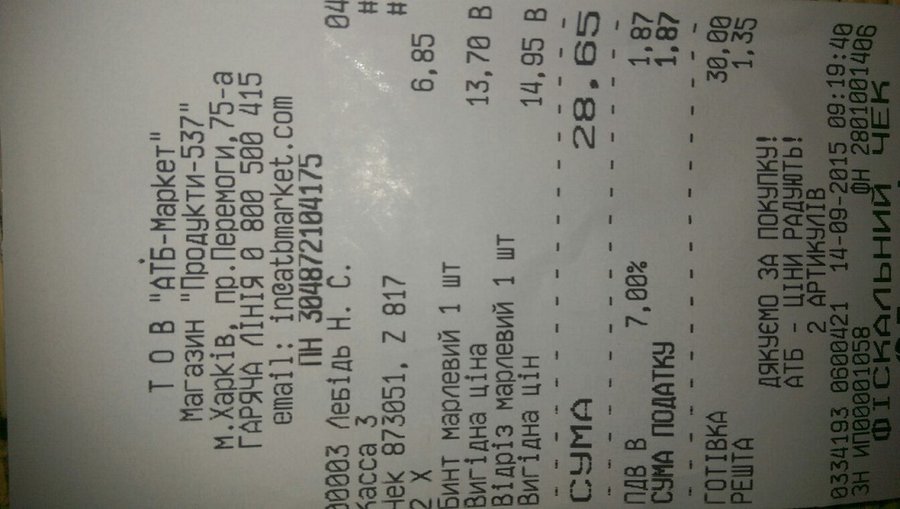 Т О В "АТБ-Маркет"
Магазин "Продукти-537"
м.Харків, пр.Перемоги,75-а
ГАРЯЧА ЛІНІЯ 0 800 500 415
email: in@atbmarket.com
ПН 304872104175
00003 Лебідь Н. С. 04
Касса 3 #
Чек 873051, Z 817 #
2 X 6,85
Бинт марлевий 1 шт
Вигідна ціна 13,70 В
Відріз марлевий 1 шт
Вигідна цін 14,95 В
СУМА 28,65
ПДВ В 7,00% 1,87
СУМА ПОДАТКУ 1,87
ГОТІВКА 30,00
РЕШТА 1,35
ДЯКУЄМО ЗА ПОКУПКУ!
АТБ - ЦІНИ РАДУЮТЬ!
2 АРТИКУЛІВ
0334193 0600421 14-09-2015 09:19:40
ЗН ИП00001058 ФН 2801001406
ФІСКАЛЬНИЙ ЧЕК